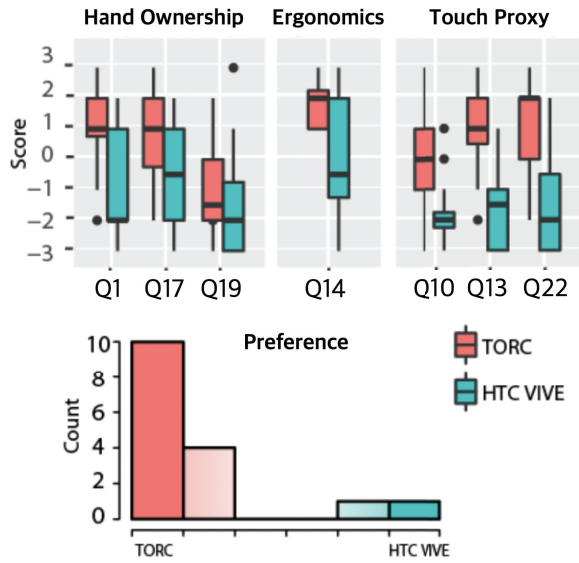 Hand Ownership Ergonomics Touch Proxy
Score
3
2
1
0
−1
−2
−3
Q1 Q17 Q19 Q14 Q10 Q13 Q22
Preference
Count
10
8
6
4
2
0
TORC HTC VIVE
TORC
HTC VIVE